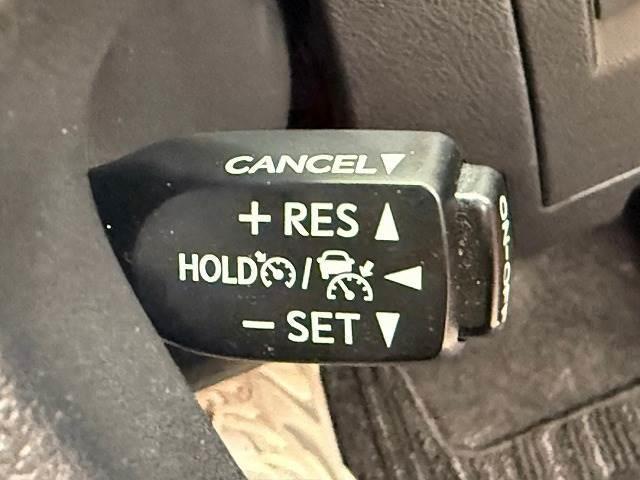 CANCEL▼
+ RES ▲
HOLD / ◀
− SET ▼
ON-OFF